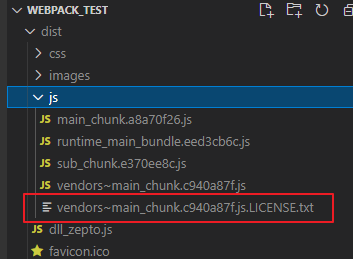 WEBPACK_TEST
dist
css
images
js
JS main_chunk.a8a70f26.js
JS runtime_main_bundle.eed3cb6c.js
JS sub_chunk.e370ee8c.js
JS vendors~main_chunk.c940a87f.js
vendors~main_chunk.c940a87f.js.LICENSE.txt
JS dll_zepto.js
favicon.ico